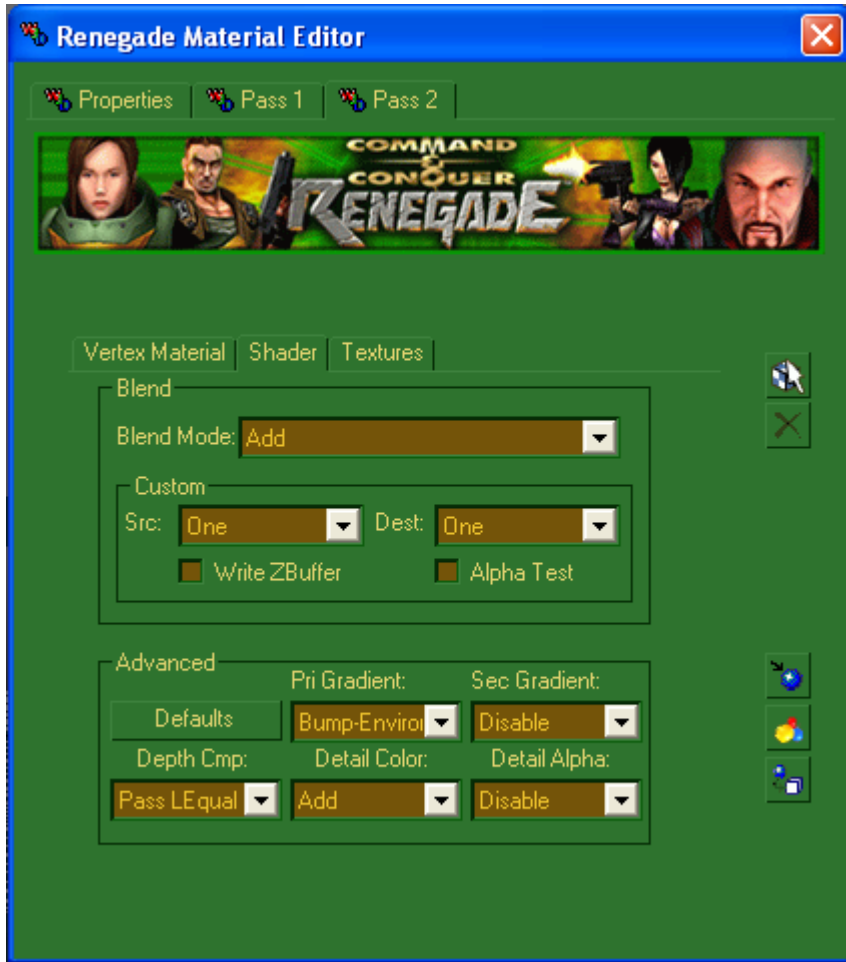 Renegade Material Editor
Properties Pass 1 Pass 2
COMMAND
&
CONQUER
RENEGADE
Vertex Material Shader Textures
Blend
Blend Mode: Add
Custom
Src: One Dest: One
Write ZBuffer Alpha Test
Advanced
Pri Gradient: Sec Gradient:
Defaults Bump-Enviro Disable
Depth Cmp: Detail Color: Detail Alpha:
Pass LEqual Add Disable